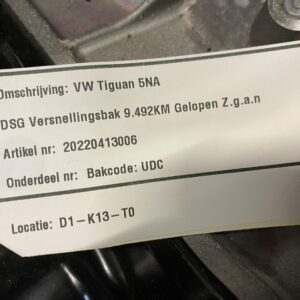 Omschrijving: VW Tiguan 5NA
DSG Versnellingsbak 9.492KM Gelopen Z.g.a.n
Artikel nr: 20220413006
Onderdeel nr: Bakcode: UDC
Locatie: D1-K13-T0